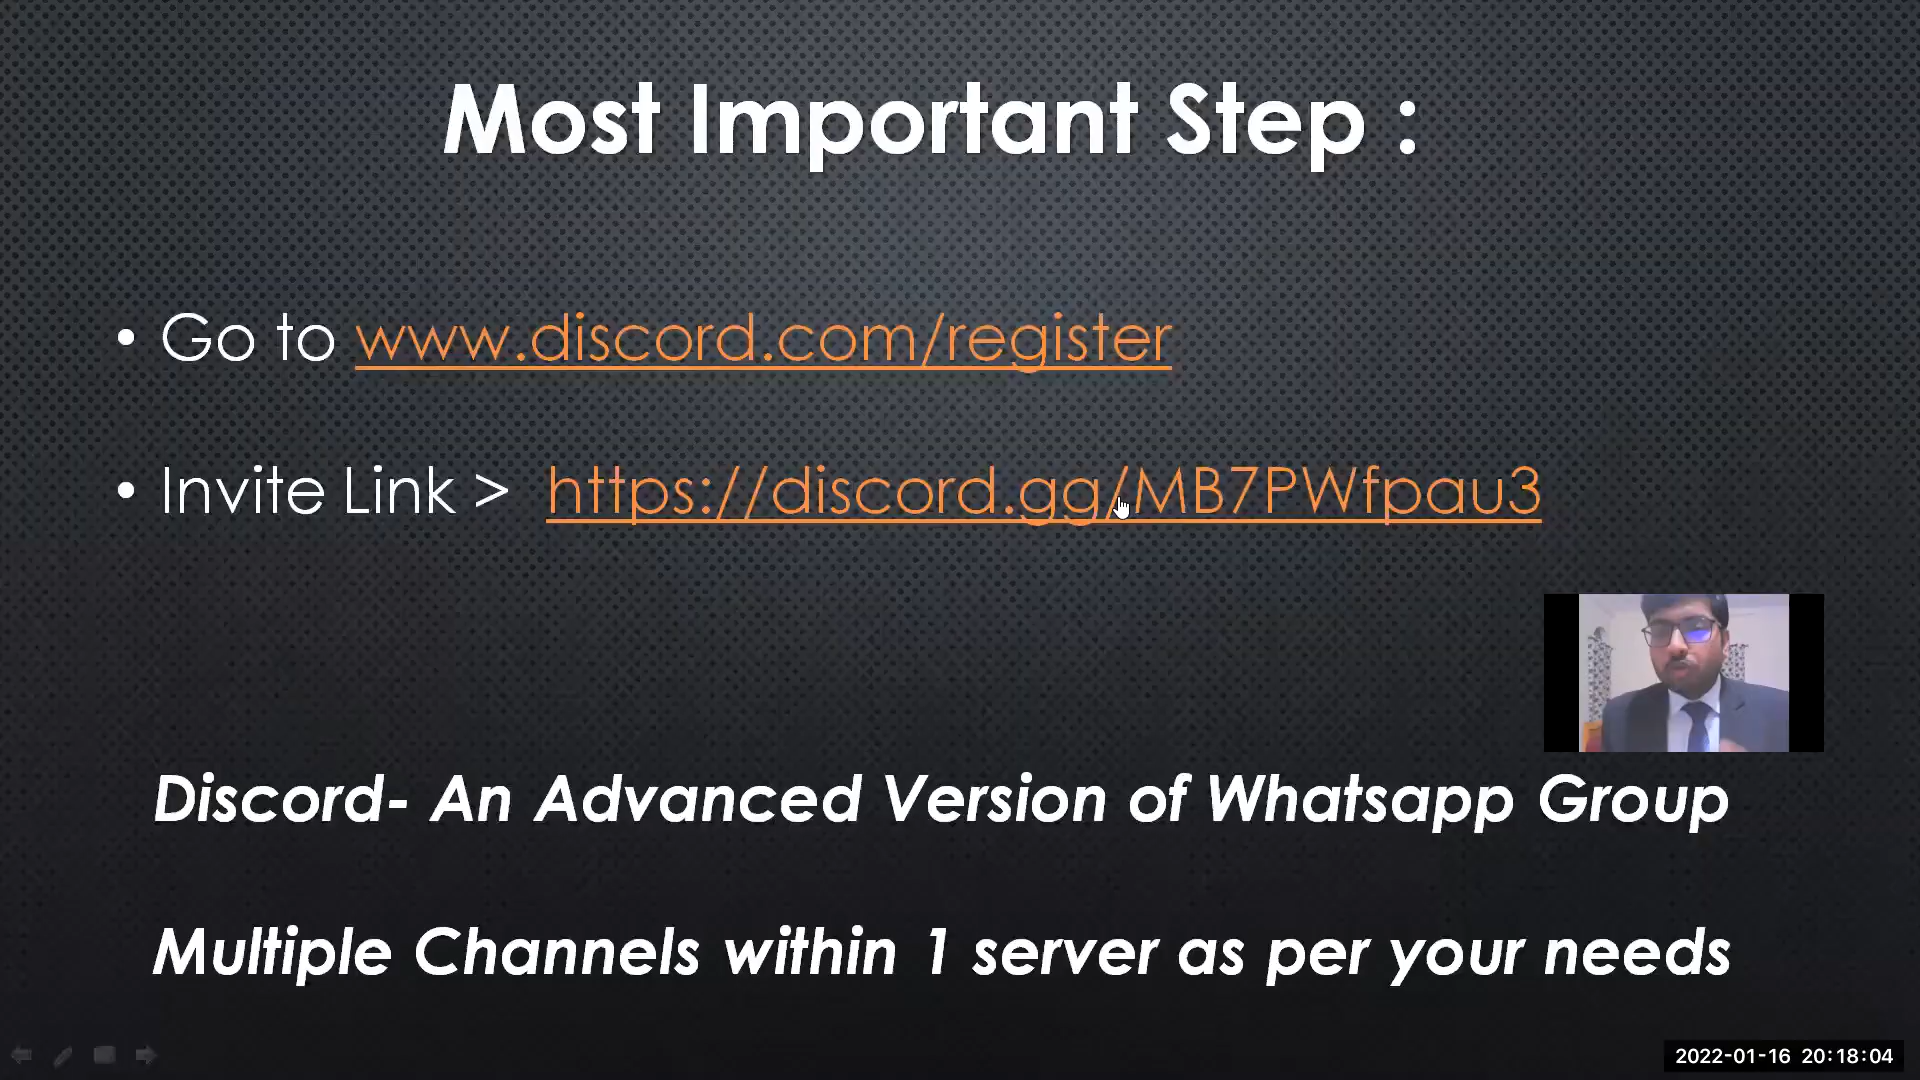 Most Important Step :
• Go to www.discord.com/register
• Invite Link > https://discord.gg/MB7PWfpau3
Discord- An Advanced Version of Whatsapp Group
Multiple Channels within 1 server as per your needs
2022-01-16 20:18:04